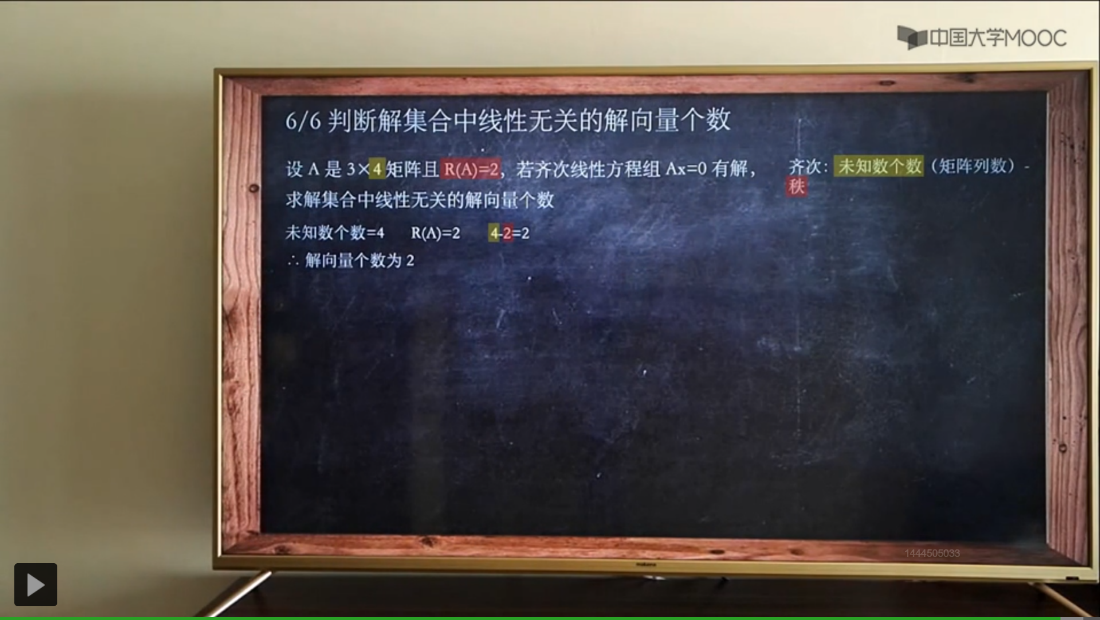 中国大学MOOC
6/6 判断解集合中线性无关的解向量个数
设 A 是 3×4 矩阵且 R(A)=2，若齐次线性方程组 Ax=0 有解，
求解集合中线性无关的解向量个数
未知数个数=4 R(A)=2 4-2=2
∴ 解向量个数为 2
齐次：未知数个数（矩阵列数）-
秩
1444506033